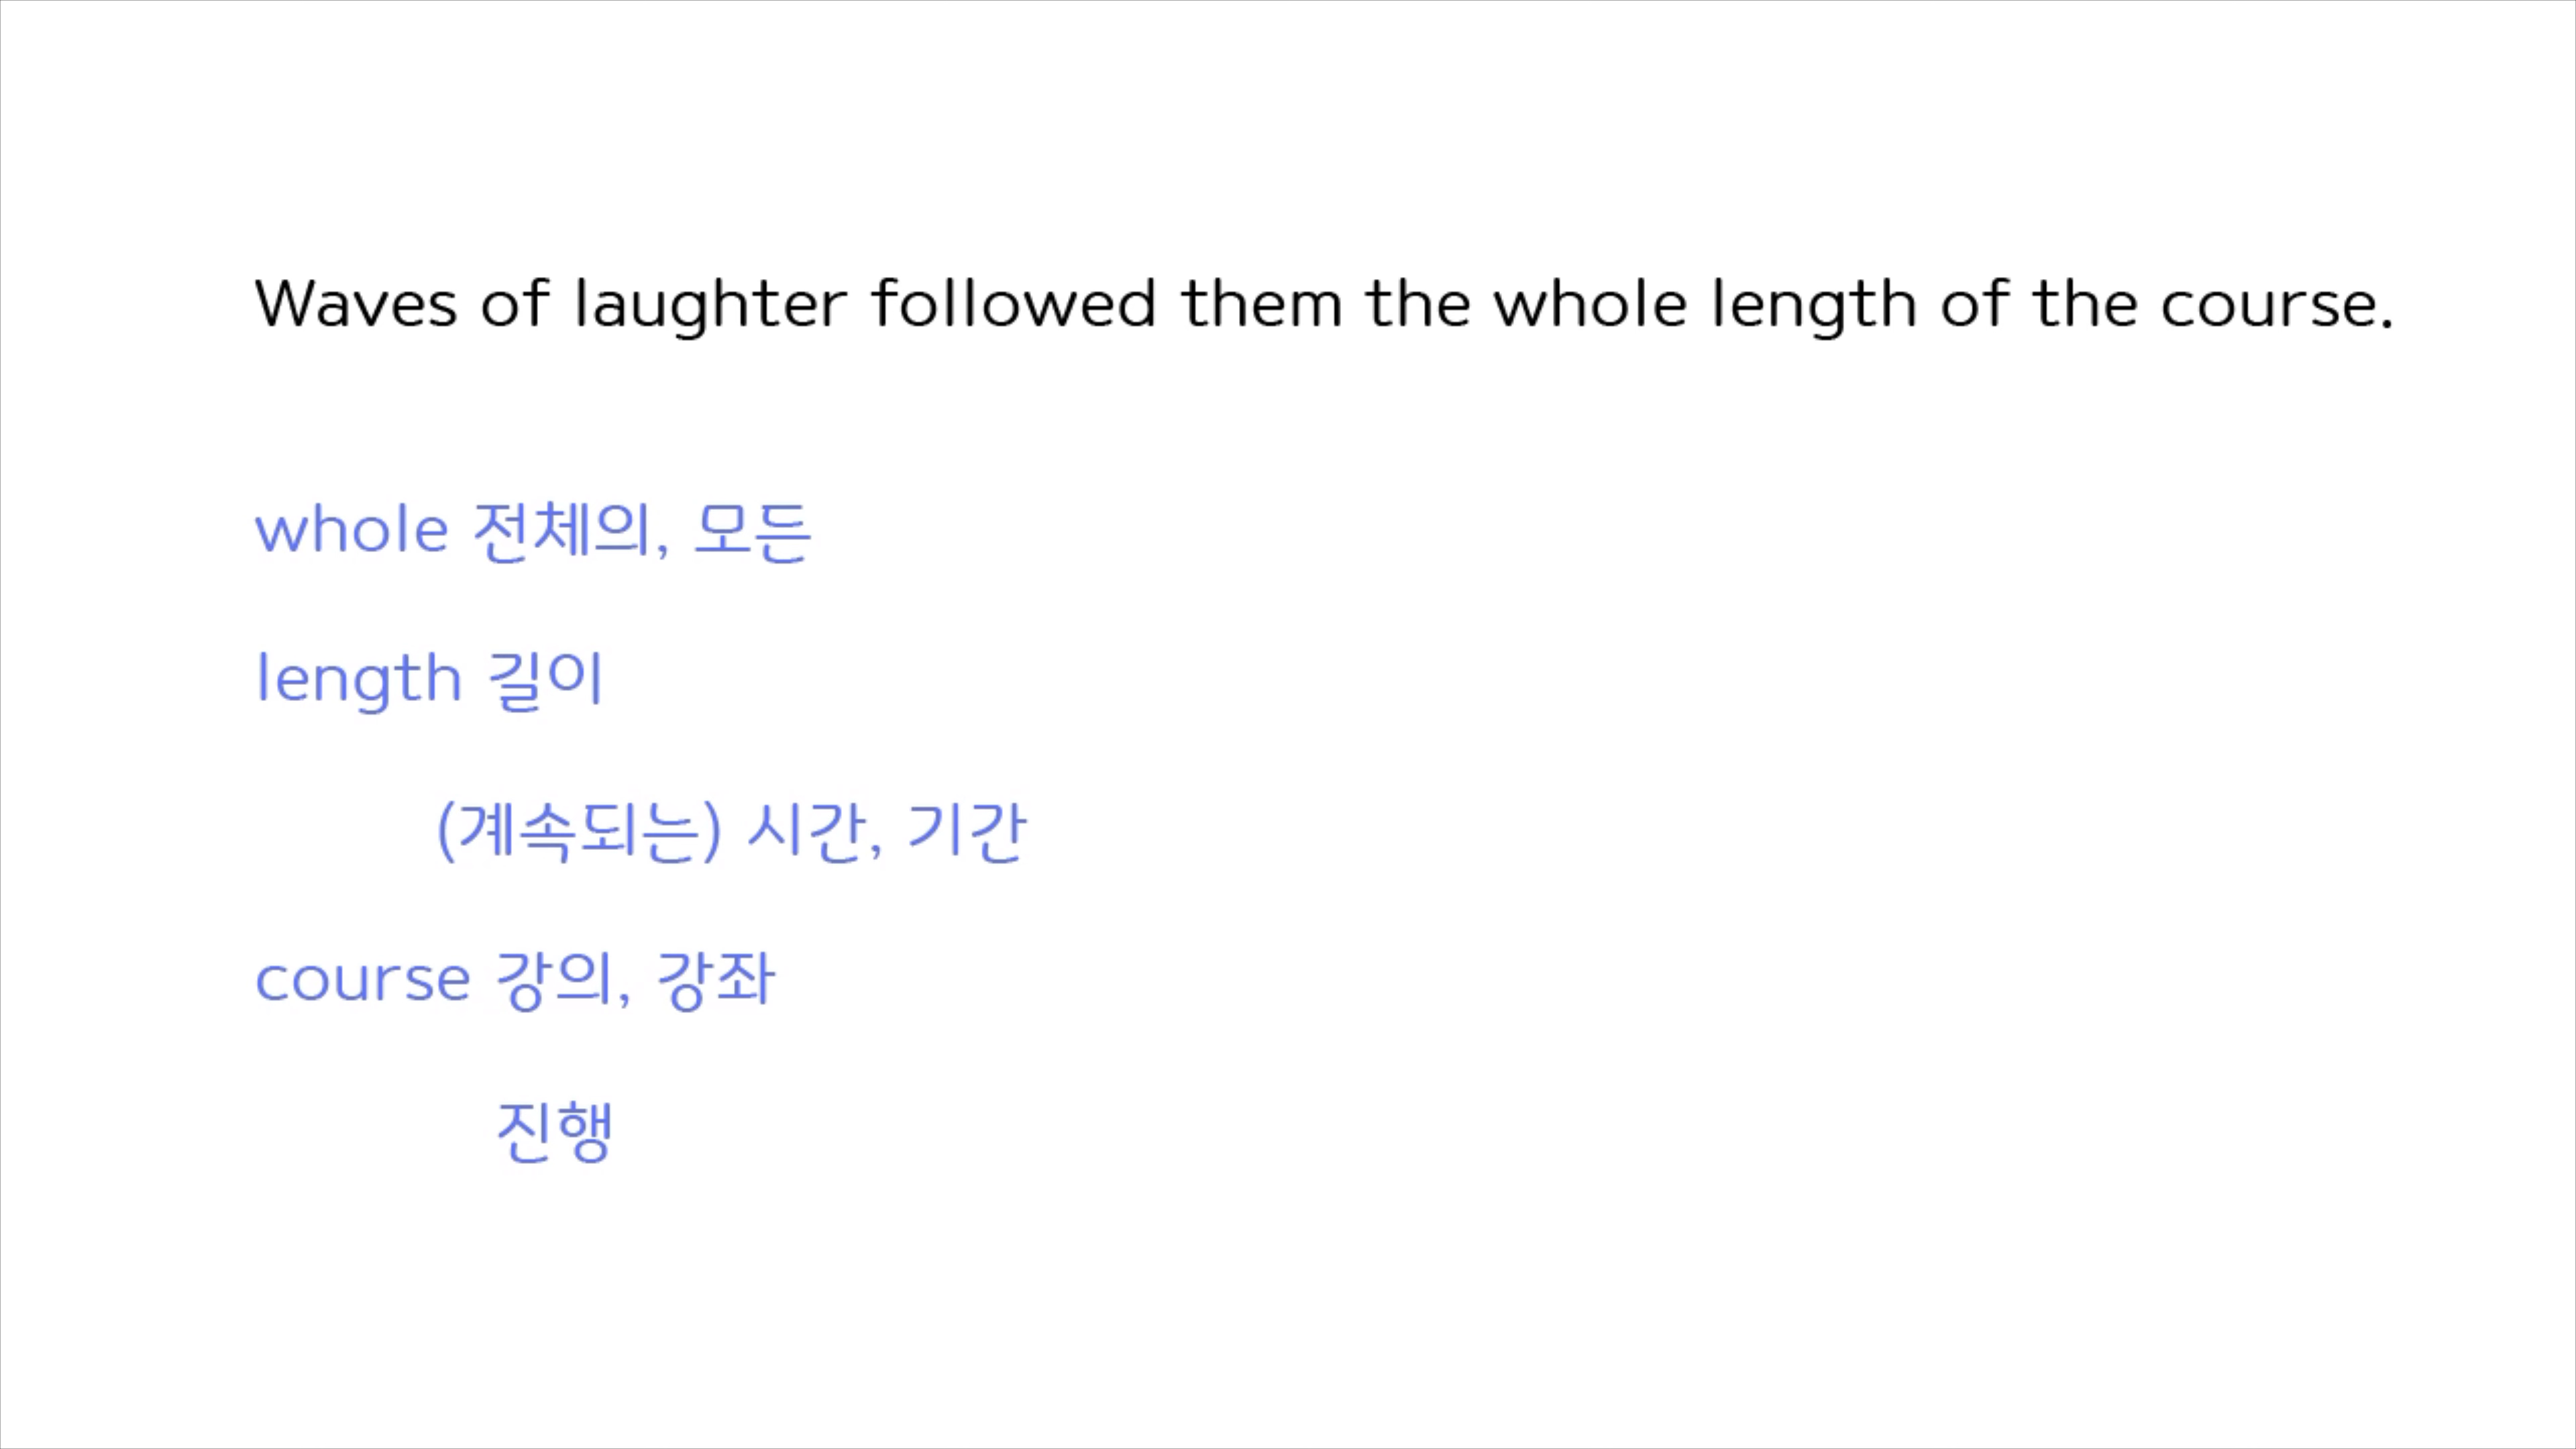 Waves of laughter followed them the whole length of the course.
whole 전체의, 모든
length 길이
(계속되는) 시간, 기간
course 강의, 강좌
진행